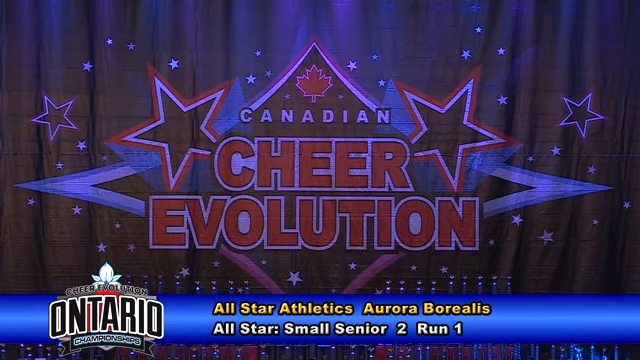 CANADIAN
CHEER
EVOLUTION
CHEER EVOLUTION
ONTARIO
CHAMPIONSHIPS
All Star Athletics Aurora Borealis
All Star: Small Senior 2 Run 1